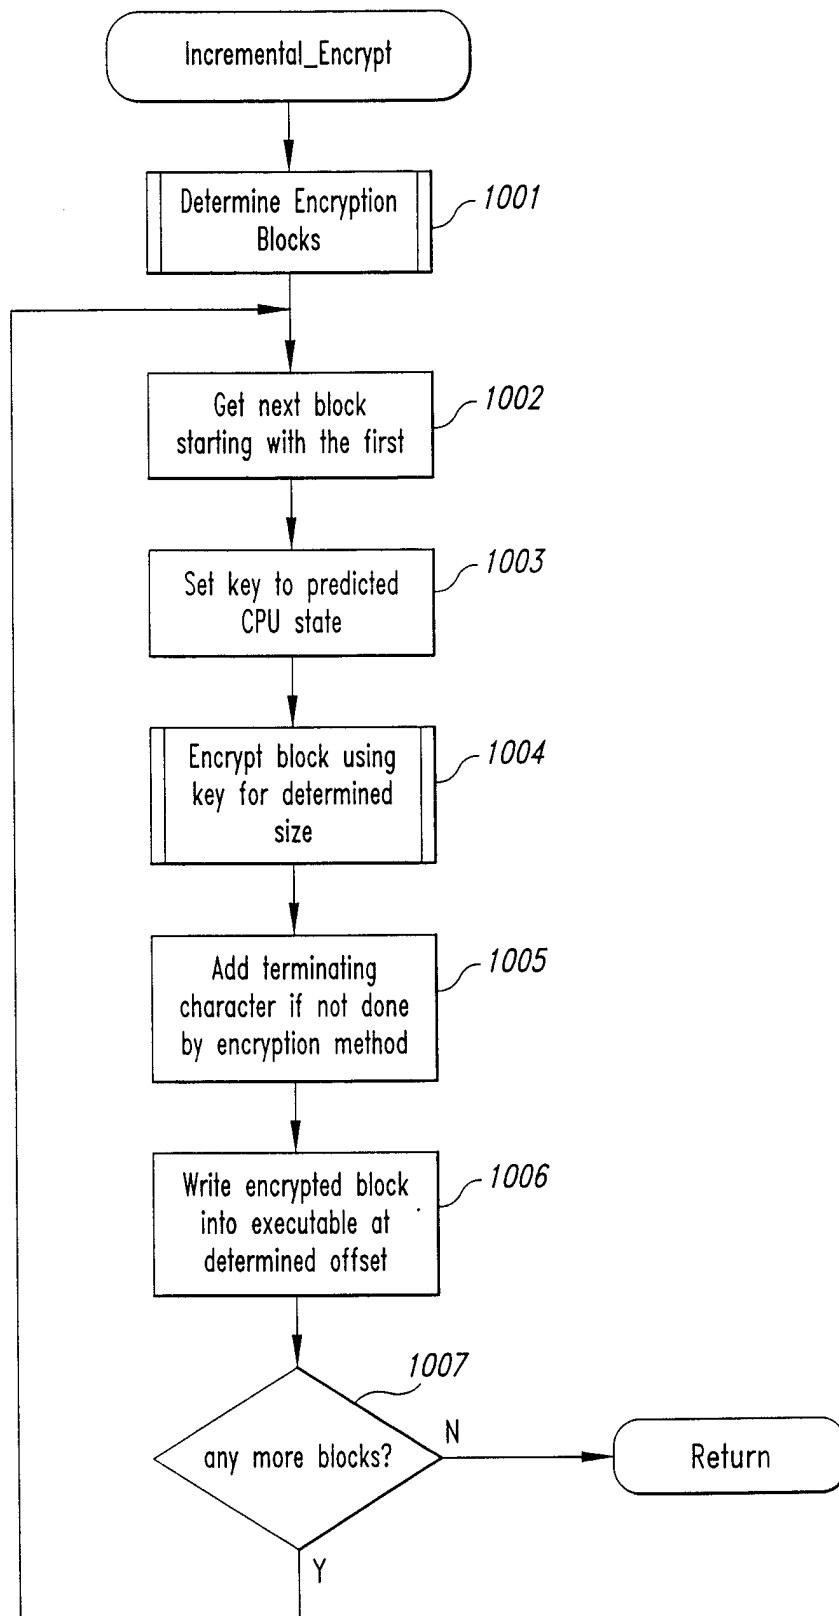 Incremental_Encrypt
Determine Encryption
Blocks
1001
Get next block
starting with the first
1002
Set key to predicted
CPU state
1003
Encrypt block using
key for determined
size
1004
Add terminating
character if not done
by encryption method
1005
Write encrypted block
into executable at
determined offset
1006
any more blocks?
1007
N
Return
Y